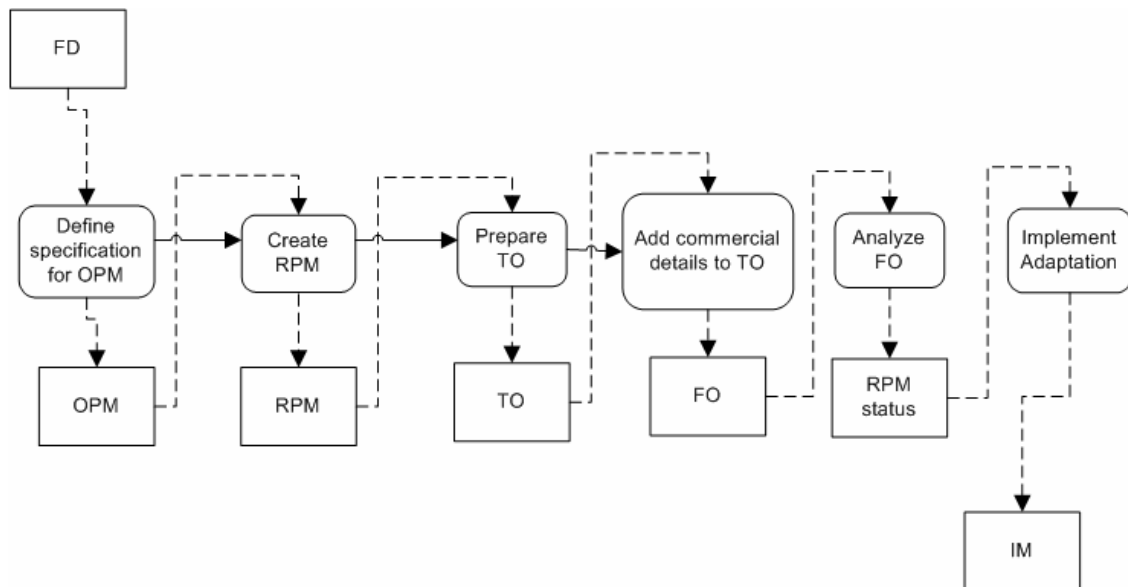 FD
Define
specification
for OPM
Create
RPM
Prepare
TO
Add commercial
details to TO
Analyze
FO
Implement
Adaptation
OPM
RPM
TO
FO
RPM
status
IM